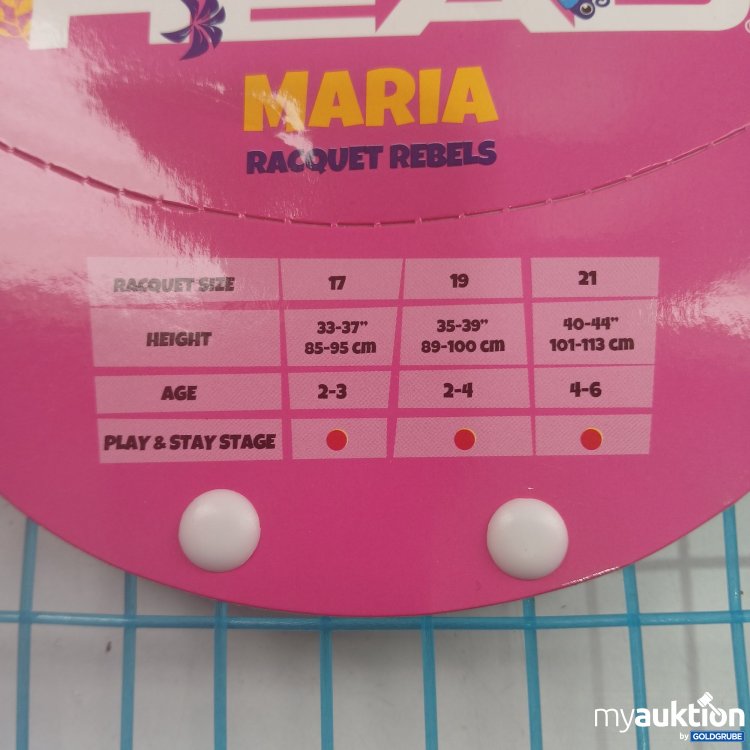 HEAD
MARIA
RACQUET REBELS
RACQUET SIZE 17 19 21
HEIGHT 33-37" 85-95 cm 35-39" 89-100 cm 40-44" 101-113 cm
AGE 2-3 2-4 4-6
PLAY & STAY STAGE
myauktion
by GOLDGRUBE